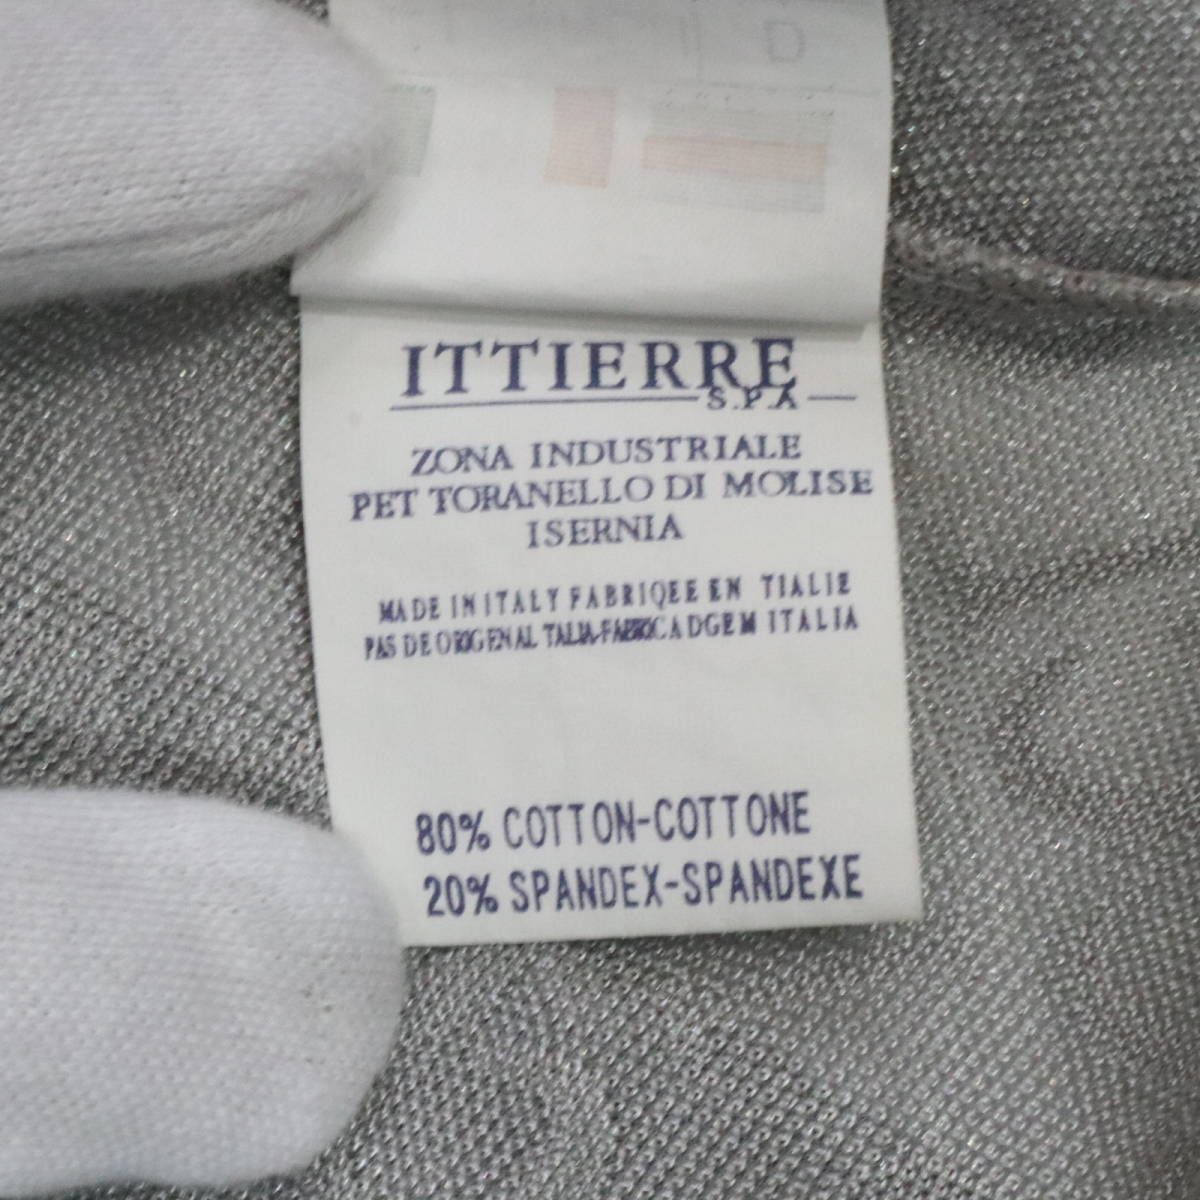 ITTIERRE
S.P.A
ZONA INDUSTRIALE
PET TORANELLO DI MOLISE
ISERNIA
MADE IN ITALY FABRIQEE EN TIALIE
PAS DE ORIGENAL TALIA-FABRICA DGEM ITALIA
80% COTTON-COTTONE
20% SPANDEX-SPANDEXE